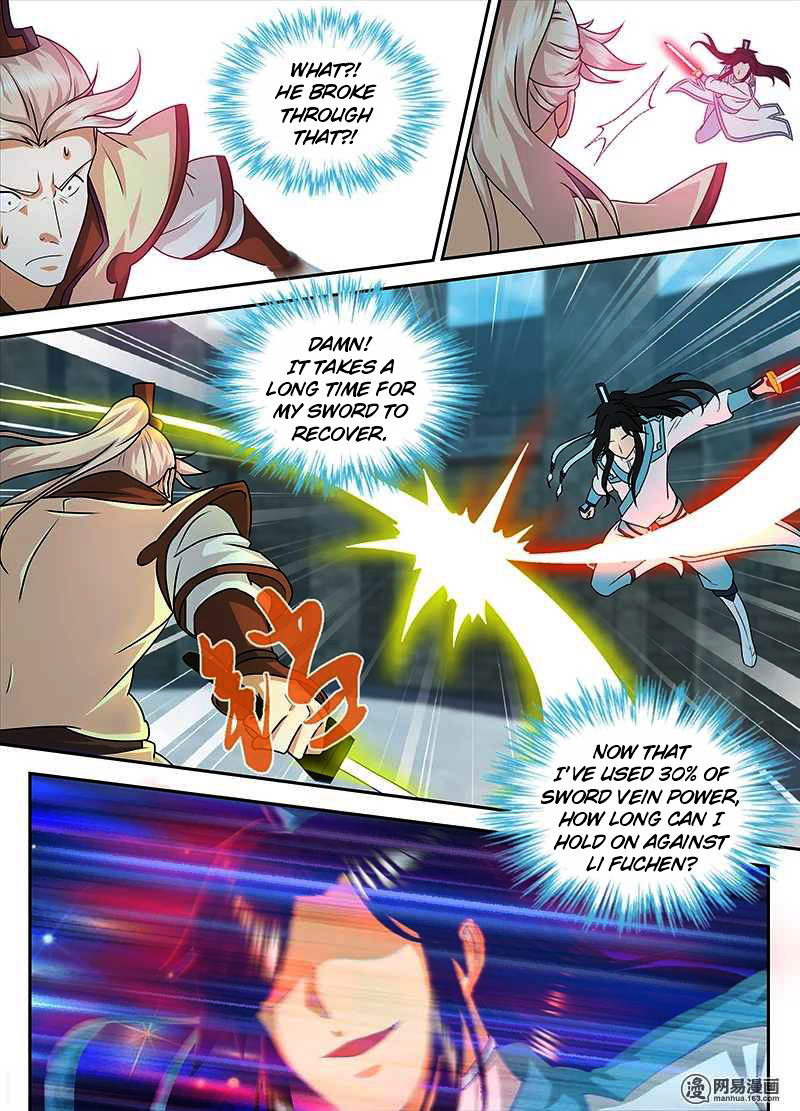 WHAT?!
HE BROKE
THROUGH
THAT?!
DAMN!
IT TAKES A
LONG TIME FOR
MY SWORD TO
RECOVER.
NOW THAT
I'VE USED 30% OF
SWORD VEIN POWER,
HOW LONG CAN I
HOLD ON AGAINST
LI FUCHEN?
漫 网易漫画
manhua.163.com